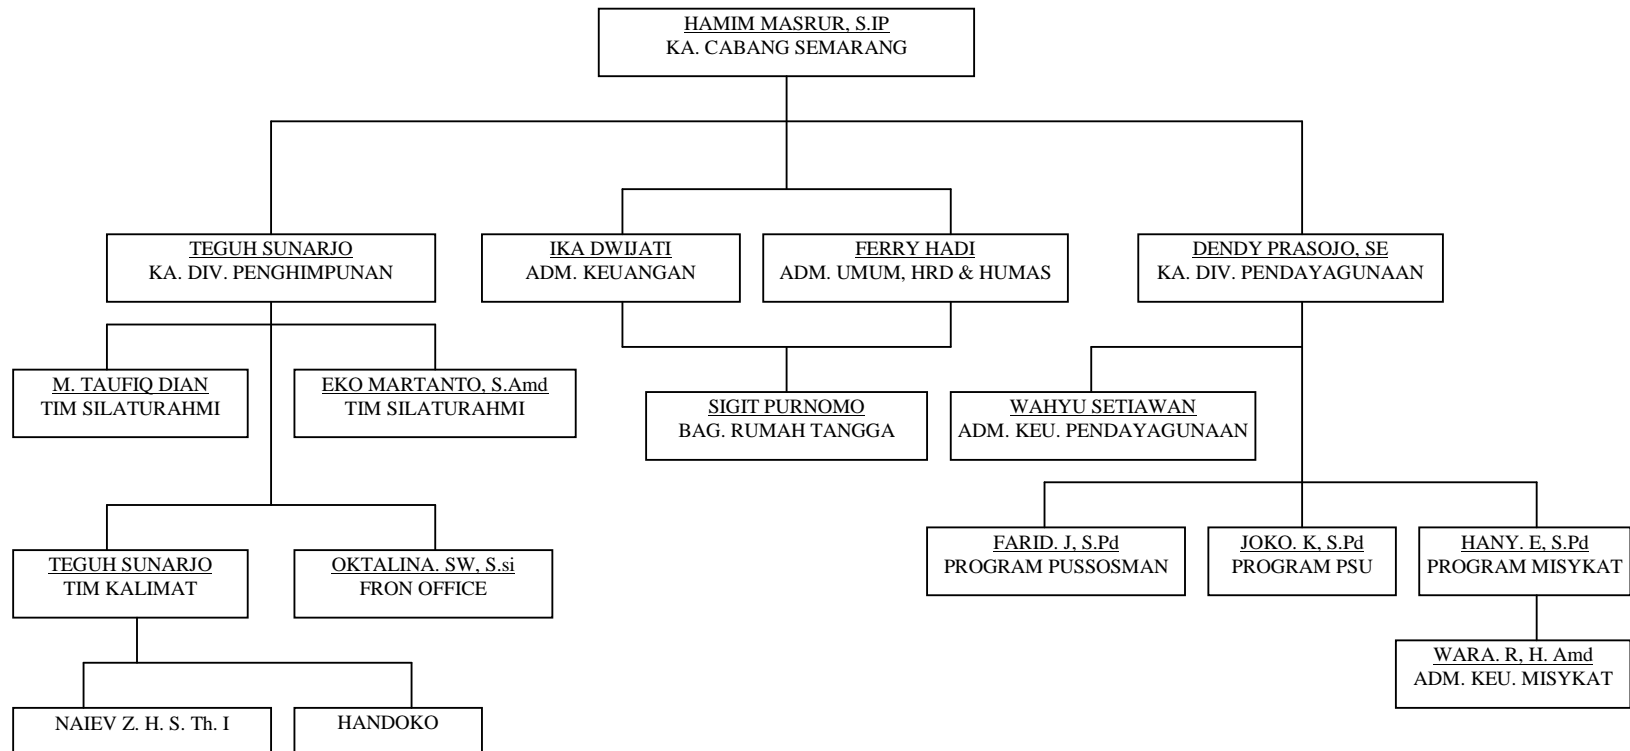 HAMIM MASRUR, S.IP
KA. CABANG SEMARANG
TEGUH SUNARJO
KA. DIV. PENGHIMPUNAN
IKA DWIJATI
ADM. KEUANGAN
FERRY HADI
ADM. UMUM, HRD & HUMAS
DENDY PRASOJO, SE
KA. DIV. PENDAYAGUNAAN
M. TAUFIQ DIAN
TIM SILATURAHMI
EKO MARTANTO, S.Amd
TIM SILATURAHMI
SIGIT PURNOMO
BAG. RUMAH TANGGA
WAHYU SETIAWAN
ADM. KEU. PENDAYAGUNAAN
TEGUH SUNARJO
TIM KALIMAT
OKTALINA. SW, S.si
FRON OFFICE
FARID. J, S.Pd
PROGRAM PUSSOSMAN
JOKO. K, S.Pd
PROGRAM PSU
HANY. E, S.Pd
PROGRAM MISYKAT
WARA. R, H. Amd
ADM. KEU. MISYKAT
NAIEV Z. H. S. Th. I
HANDOKO